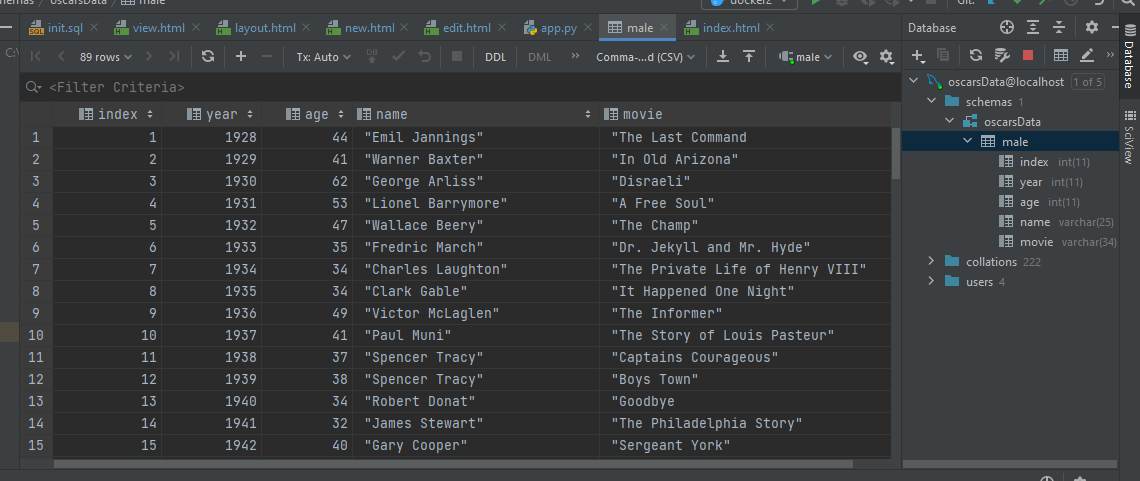 oscarsData male
init.sql view.html layout.html new.html edit.html app.py male index.html
Database
89 rows Tx: Auto DB DDL DML Comma-...d (CSV) male
<Filter Criteria>
index year age name movie
1 1 1928 44 "Emil Jannings" "The Last Command
2 2 1929 41 "Warner Baxter" "In Old Arizona"
3 3 1930 62 "George Arliss" "Disraeli"
4 4 1931 53 "Lionel Barrymore" "A Free Soul"
5 5 1932 47 "Wallace Beery" "The Champ"
6 6 1933 35 "Fredric March" "Dr. Jekyll and Mr. Hyde"
7 7 1934 34 "Charles Laughton" "The Private Life of Henry VIII"
8 8 1935 34 "Clark Gable" "It Happened One Night"
9 9 1936 49 "Victor McLaglen" "The Informer"
10 10 1937 41 "Paul Muni" "The Story of Louis Pasteur"
11 11 1938 37 "Spencer Tracy" "Captains Courageous"
12 12 1939 38 "Spencer Tracy" "Boys Town"
13 13 1940 34 "Robert Donat" "Goodbye
14 14 1941 32 "James Stewart" "The Philadelphia Story"
15 15 1942 40 "Gary Cooper" "Sergeant York"
oscarsData@localhost 1 of 5
schemas 1
oscarsData
male
index int(11)
year int(11)
age int(11)
name varchar(25)
movie varchar(34)
collations 222
users 4
Database
SciView